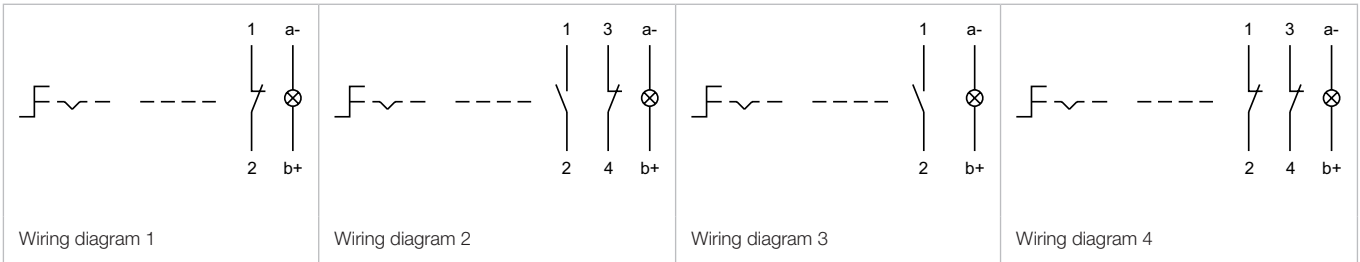 1 a-
2 b+
Wiring diagram 1
1 3 a-
2 4 b+
Wiring diagram 2
1 a-
2 b+
Wiring diagram 3
1 3 a-
2 4 b+
Wiring diagram 4